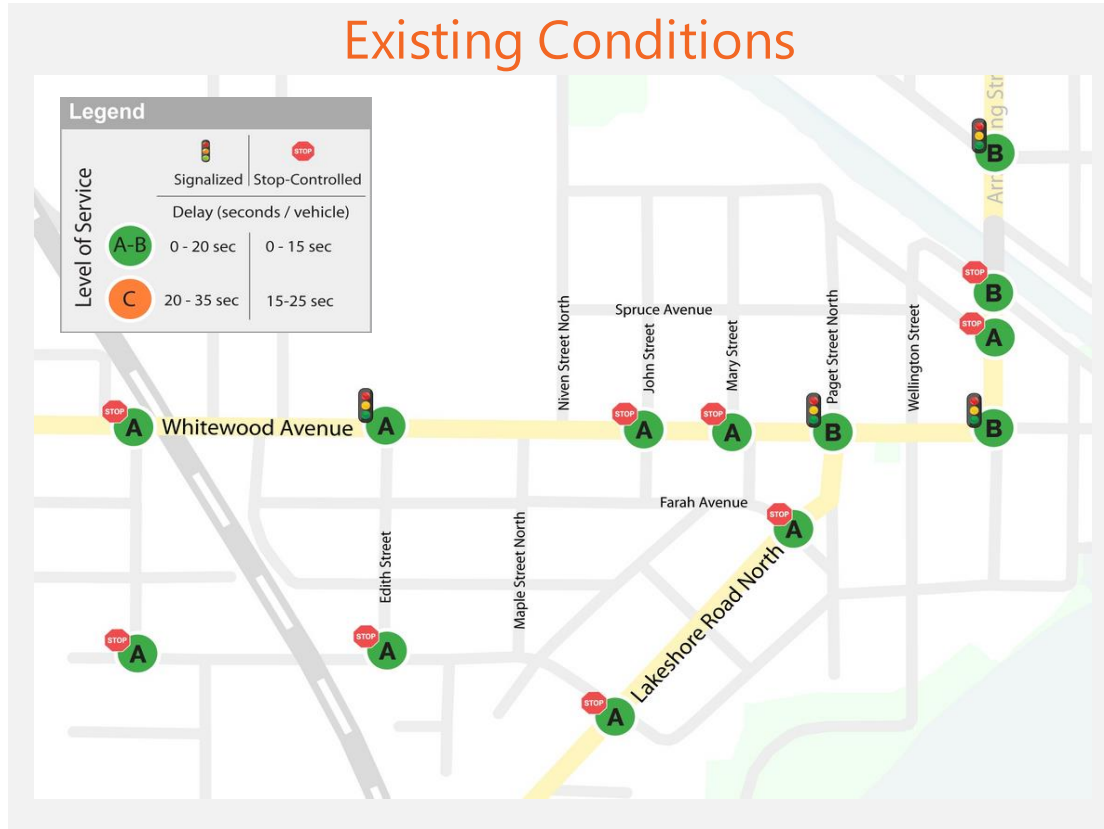 Existing Conditions
Legend
STOP
Signalized
Stop-Controlled
Level of Service
Delay (seconds / vehicle)
A-B
0 - 20 sec
0 - 15 sec
C
20 - 35 sec
15-25 sec
B
STOP
B
STOP
A
Niven Street North
Spruce Avenue
John Street
Mary Street
Paget Street North
Wellington Street
STOP
A
Whitewood Avenue
A
STOP
A
STOP
A
B
B
Farah Avenue
STOP
A
Edith Street
Maple Street North
Lakeshore Road North
STOP
A
STOP
A
STOP
A